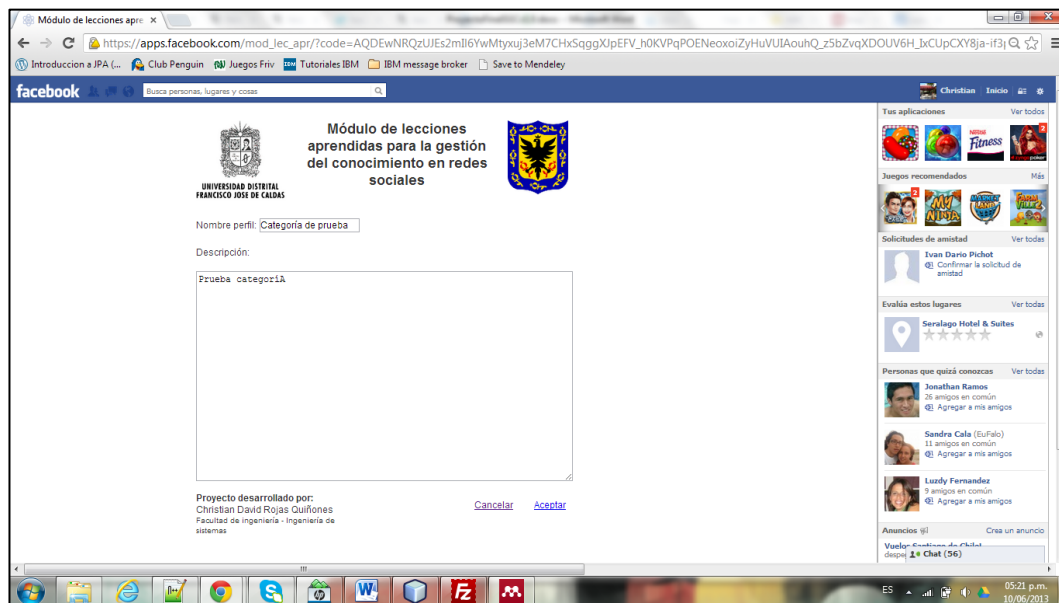 Módulo de lecciones apre
https://apps.facebook.com/mod_lec_apr/?code=
Introduccion a JPA (... Club Penguin Juegos Friv Tutoriales IBM IBM message broker Save to Mendeley
facebook
Busca personas, lugares y cosas
Christian Inicio
UNIVERSIDAD DISTRITAL
FRANCISCO JOSE DE CALDAS
Módulo de lecciones
aprendidas para la gestión
del conocimiento en redes
sociales
Nombre perfil: Categoría de prueba
Descripción:
Prueba categoríA
Proyecto desarrollado por:
Christian David Rojas Quiñones
Facultad de ingeniería - Ingeniería de
sistemas
Cancelar Aceptar
Tus aplicaciones Ver todos
Fitness
2
Juegos recomendados Más
2
MY
NINJA
Solicitudes de amistad Ver todas
Ivan Dario Pichot
Confirmar la solicitud de
amistad
Evalúa estos lugares Ver todas
Seralago Hotel & Suites
Personas que quizá conozcas Ver todas
Jonathan Ramos
26 amigos en común
Agregar a mis amigos
Sandra Cala (EuFalo)
11 amigos en común
Agregar a mis amigos
Luzdy Fernandez
9 amigos en común
Agregar a mis amigos
Anuncios Crea un anuncio
Chat (56)
ES
05:21 p.m.
10/06/2013